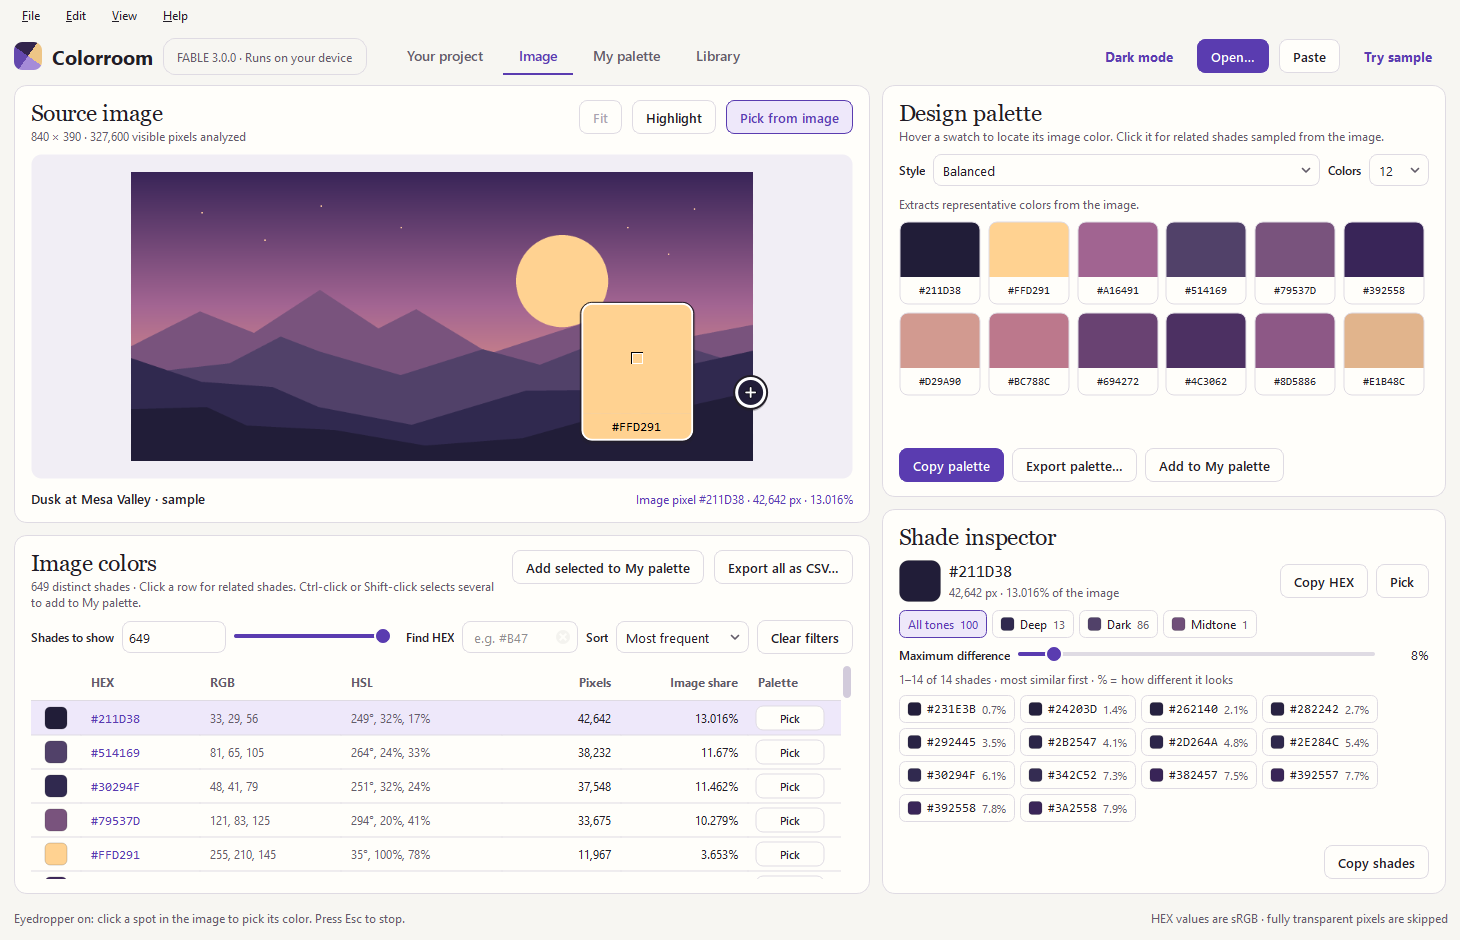 File Edit View Help
Colorroom
FABLE 3.0.0 · Runs on your device
Your project Image My palette Library
Dark mode Open... Paste Try sample
Source image
840 × 390 · 327,600 visible pixels analyzed
Fit Highlight Pick from image
#FFD291
Dusk at Mesa Valley · sample
Image pixel #211D38 · 42,642 px · 13.016%
Design palette
Hover a swatch to locate its image color. Click it for related shades sampled from the image.
Style Balanced Colors 12
Extracts representative colors from the image.
#211D38 #FFD291 #A16491 #514169 #79537D #392558
#D29A90 #BC788C #694272 #4C3062 #8D5886 #E1B48C
Copy palette Export palette... Add to My palette
Image colors
649 distinct shades · Click a row for related shades. Ctrl-click or Shift-click selects several
to add to My palette.
Add selected to My palette Export all as CSV...
Shades to show 649 Find HEX e.g. #B47 Sort Most frequent Clear filters
HEX RGB HSL Pixels Image share Palette
#211D38 33, 29, 56 249°, 32%, 17% 42,642 13.016% Pick
#514169 81, 65, 105 264°, 24%, 33% 38,232 11.67% Pick
#30294F 48, 41, 79 251°, 32%, 24% 37,548 11.462% Pick
#79537D 121, 83, 125 294°, 20%, 41% 33,675 10.279% Pick
#FFD291 255, 210, 145 35°, 100%, 78% 11,967 3.653% Pick
Shade inspector
#211D38
42,642 px · 13.016% of the image
Copy HEX Pick
All tones 100 Deep 13 Dark 86 Midtone 1
Maximum difference 8%
1–14 of 14 shades · most similar first · % = how different it looks
#231E3B 0.7% #24203D 1.4% #262140 2.1% #282242 2.7%
#292445 3.5% #2B2547 4.1% #2D264A 4.8% #2E284C 5.4%
#30294F 6.1% #342C52 7.3% #382457 7.5% #392557 7.7%
#392558 7.8% #3A2558 7.9%
Copy shades
Eyedropper on: click a spot in the image to pick its color. Press Esc to stop.
HEX values are sRGB · fully transparent pixels are skipped